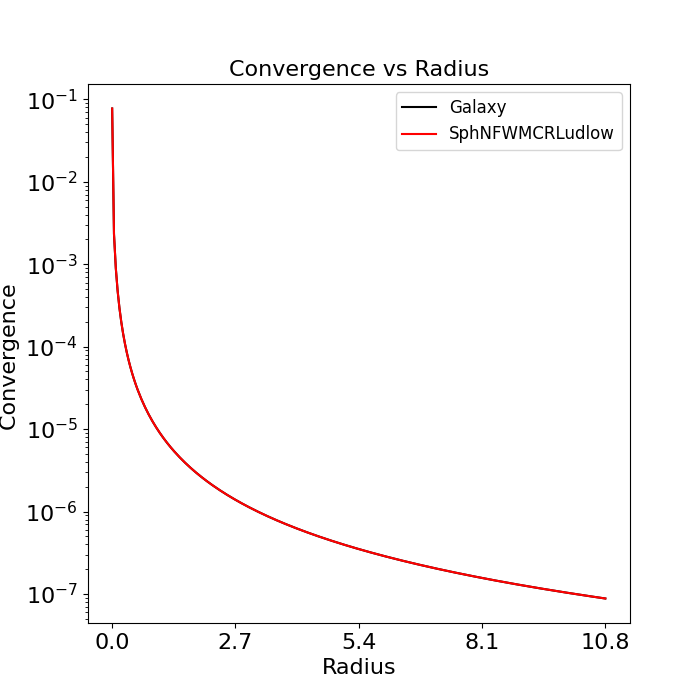 Convergence vs Radius
Galaxy
SphNFWMCRLudlow
Convergence
10⁻¹
10⁻²
10⁻³
10⁻⁴
10⁻⁵
10⁻⁶
10⁻⁷
0.0 2.7 5.4 8.1 10.8
Radius